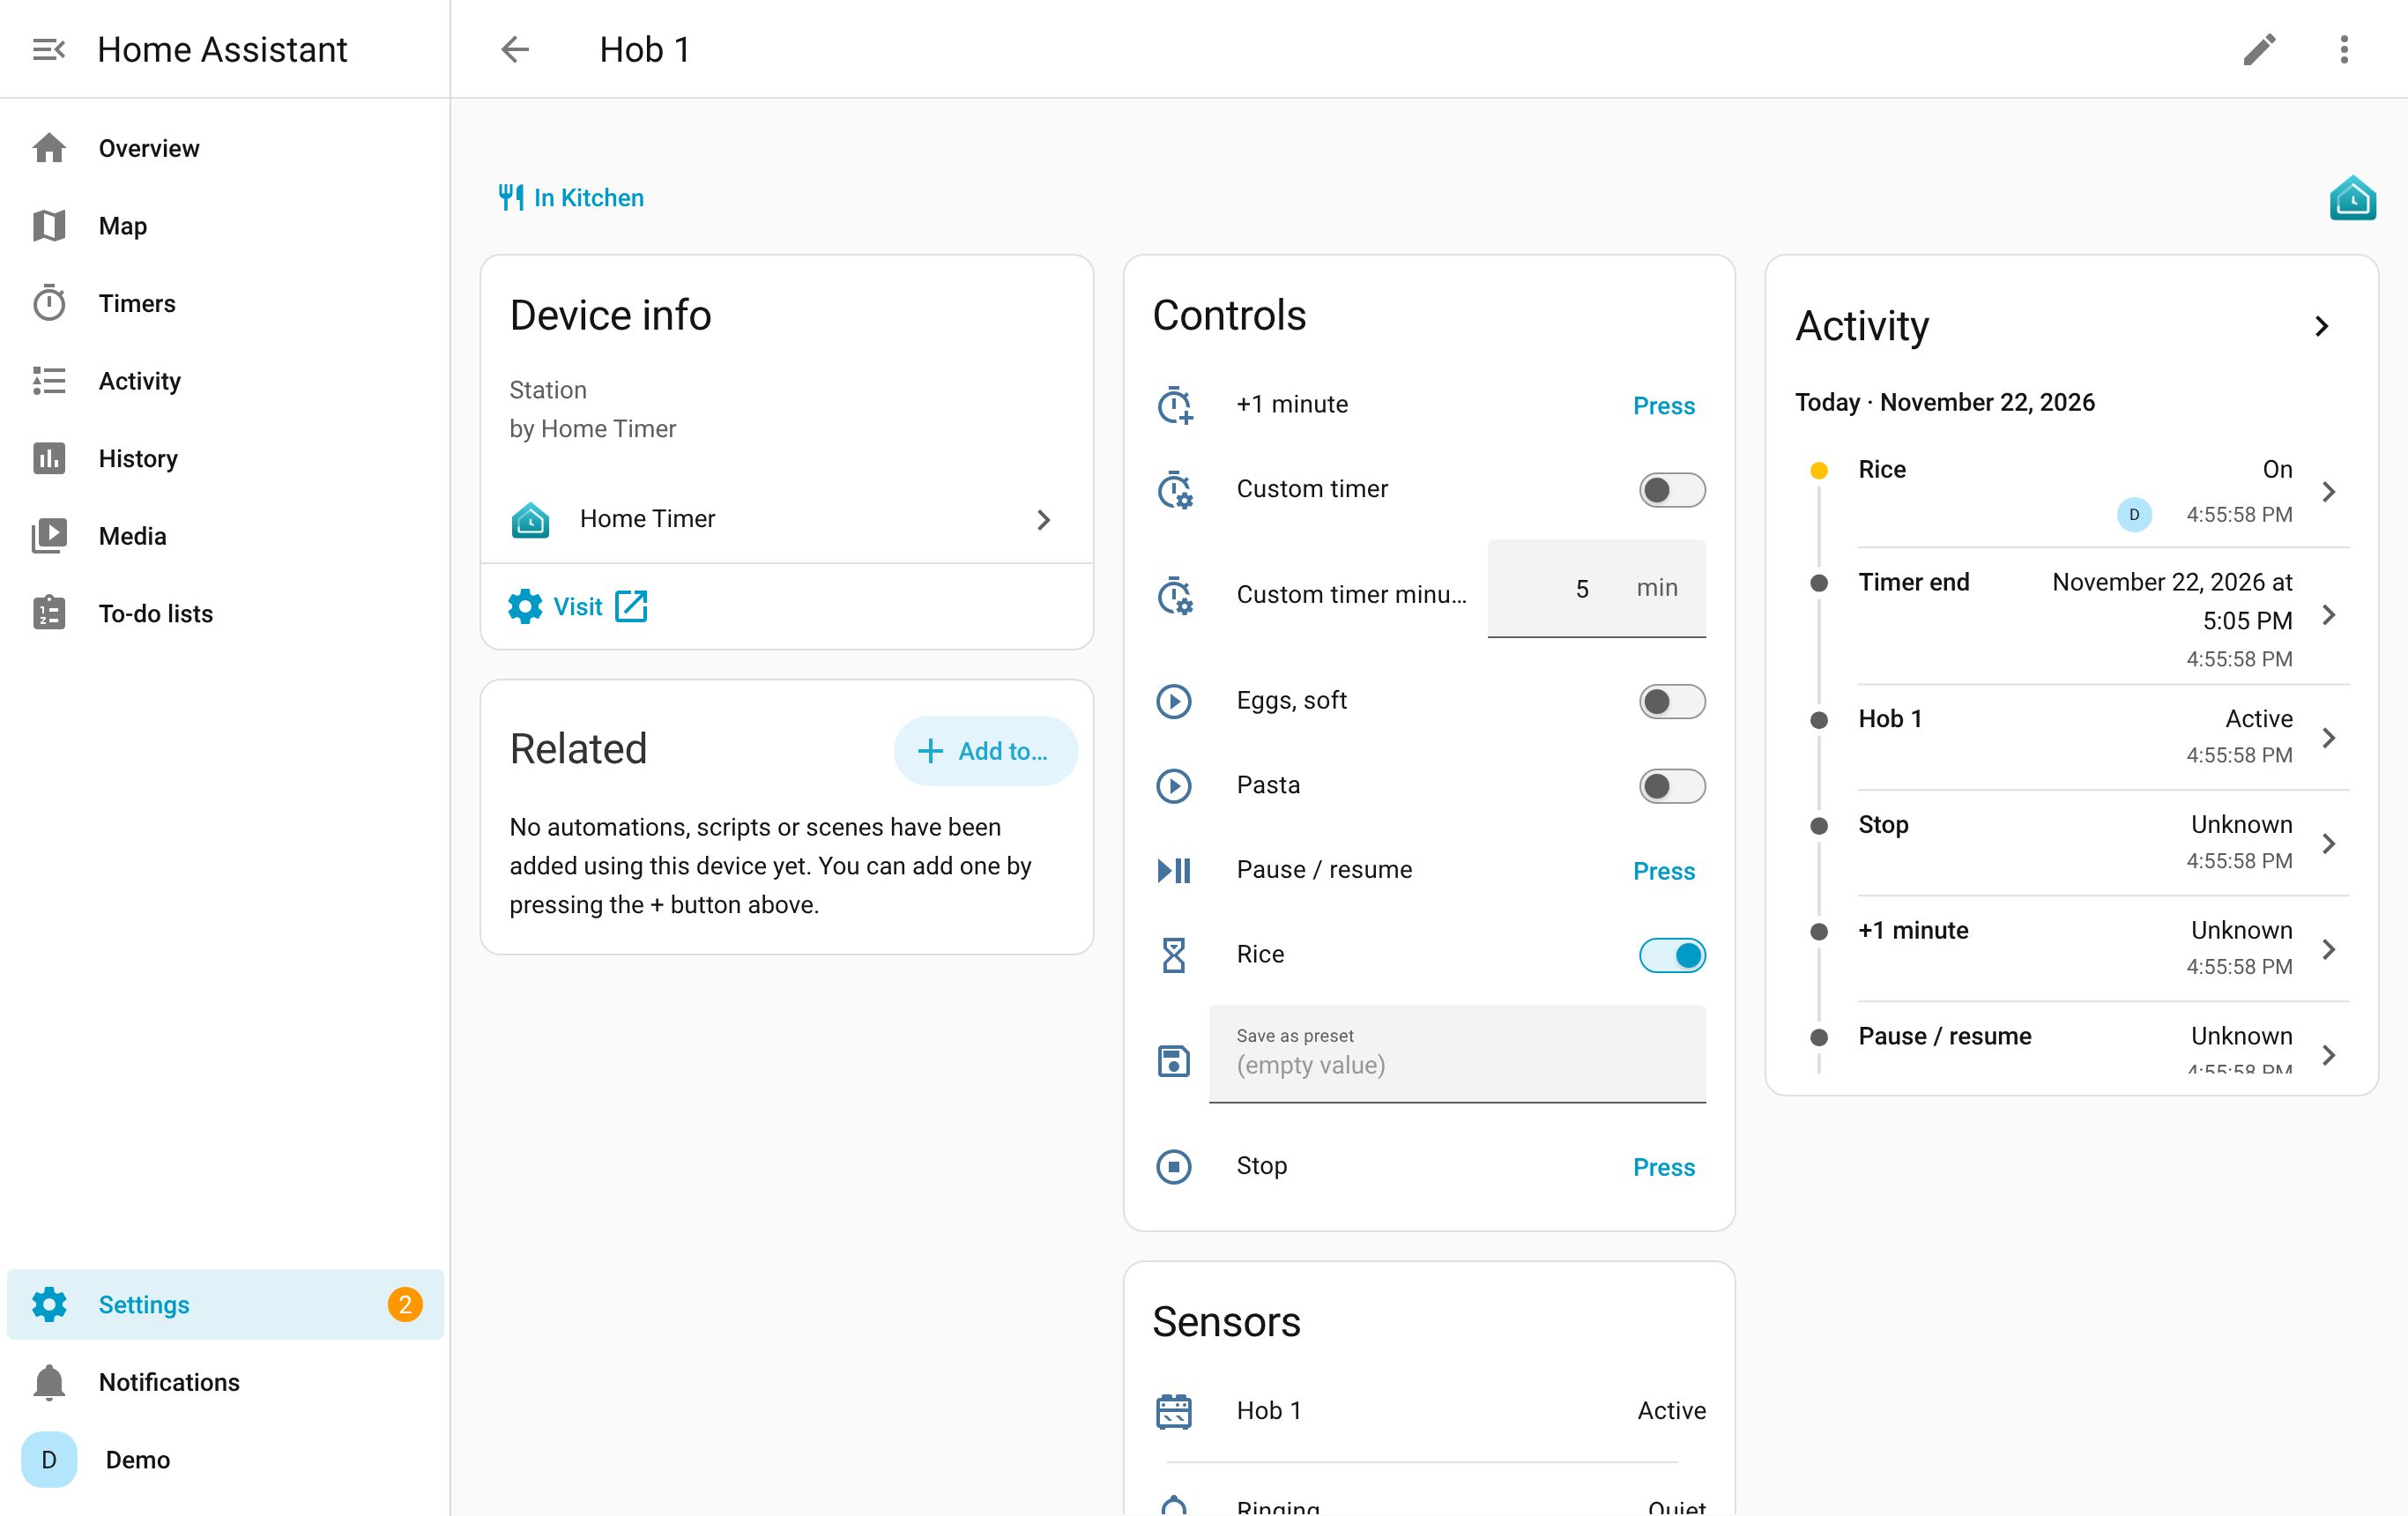 Home Assistant
Overview
Map
Timers
Activity
History
Media
To-do lists
Settings
2
Notifications
D
Demo
Hob 1
In Kitchen
Device info
Station
by Home Timer
Home Timer
Visit
Related
Add to...
No automations, scripts or scenes have been
added using this device yet. You can add one by
pressing the + button above.
Controls
+1 minute
Press
Custom timer
Custom timer minu...
5 min
Eggs, soft
Pasta
Pause / resume
Press
Rice
Save as preset
(empty value)
Stop
Press
Sensors
Hob 1
Active
Ringing
Quiet
Activity
Today · November 22, 2026
Rice
On
D
4:55:58 PM
Timer end
November 22, 2026 at
5:05 PM
4:55:58 PM
Hob 1
Active
4:55:58 PM
Stop
Unknown
4:55:58 PM
+1 minute
Unknown
4:55:58 PM
Pause / resume
Unknown
4:55:58 PM